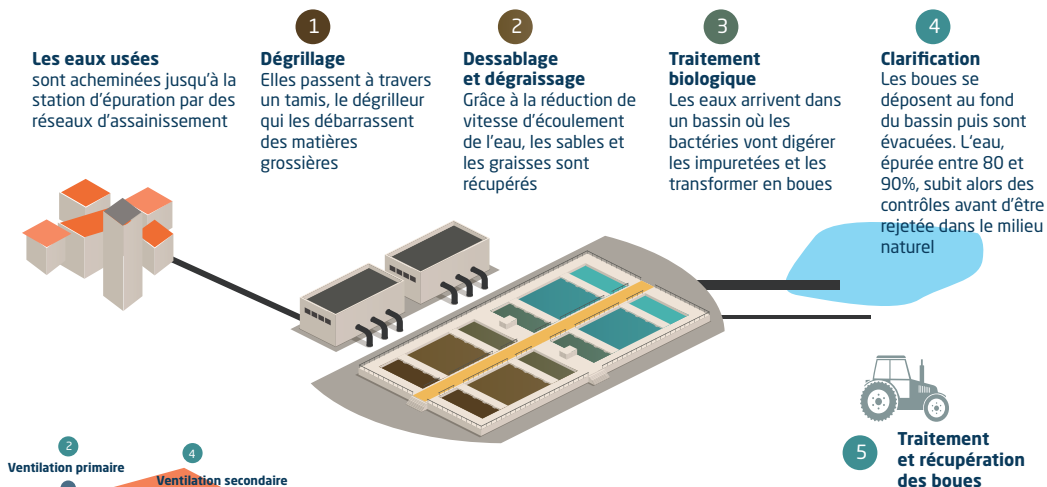 Les eaux usées
sont acheminées jusqu'à la
station d'épuration par des
réseaux d'assainissement
1
Dégrillage
Elles passent à travers
un tamis, le dégrilleur
qui les débarrassent
des matières
grossières
2
Dessablage
et dégraissage
Grâce à la réduction de
vitesse d'écoulement
de l'eau, les sables et
les graisses sont
récupérés
3
Traitement
biologique
Les eaux arrivent dans
un bassin où les
bactéries vont digérer
les impuretées et les
transformer en boues
4
Clarification
Les boues se
déposent au fond
du bassin puis sont
évacuées. L'eau,
épurée entre 80 et
90%, subit alors des
contrôles avant d'être
rejetée dans le milieu
naturel
5
Traitement
et récupération
des boues
2
Ventilation primaire
4
Ventilation secondaire